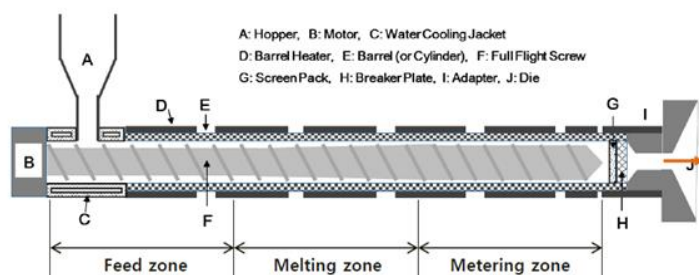 A: Hopper, B: Motor, C: Water Cooling Jacket
D: Barrel Heater, E: Barrel (or Cylinder), F: Full Flight Screw
G: Screen Pack, H: Breaker Plate, I: Adapter, J: Die
A
D
E
G
I
B
J
C
F
H
Feed zone
Melting zone
Metering zone